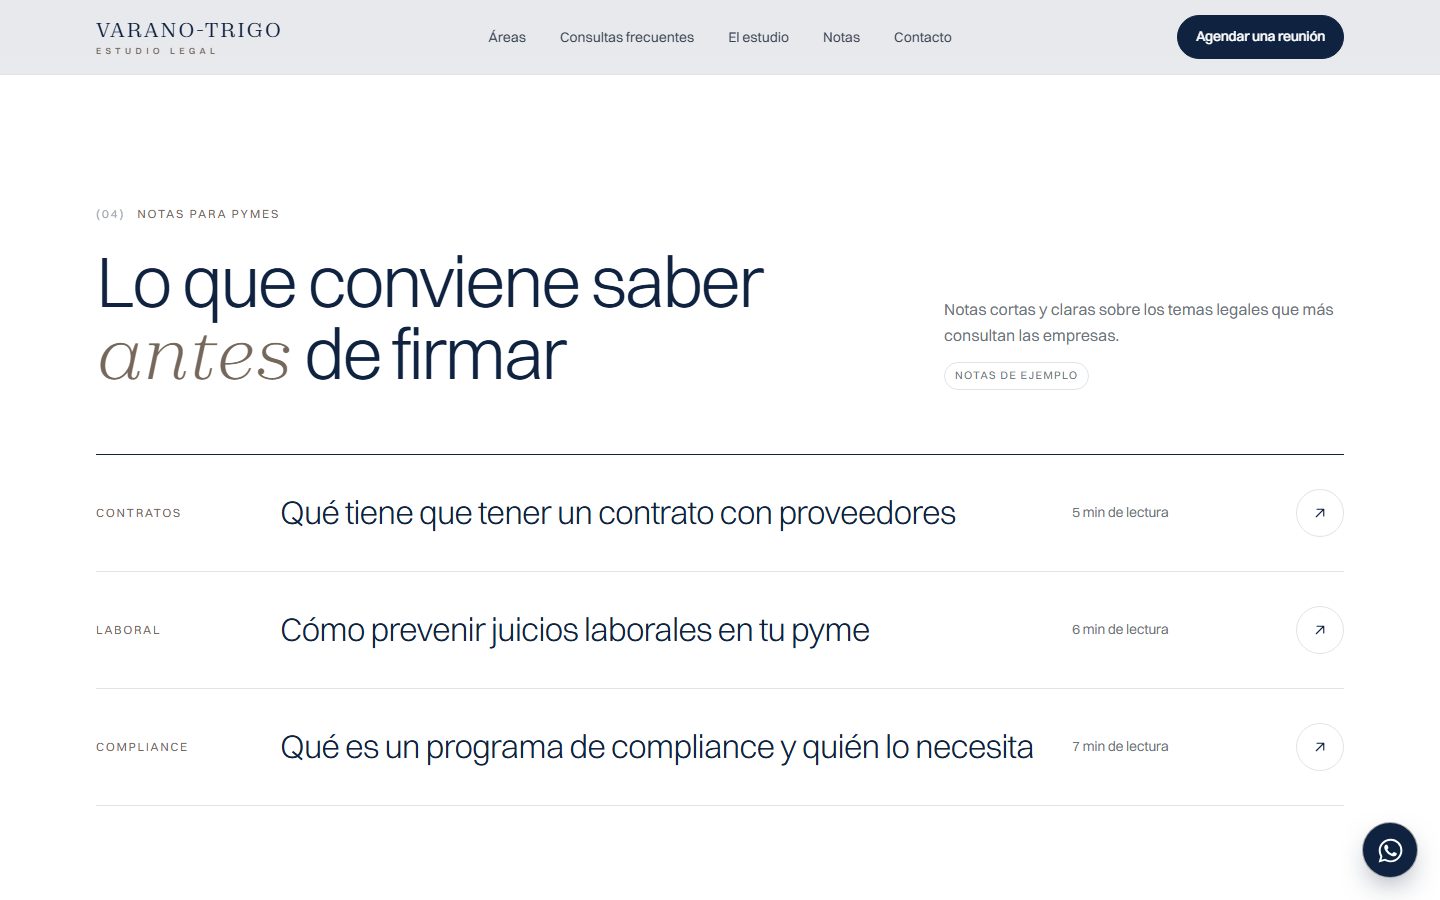 VARANO-TRIGO
ESTUDIO LEGAL
Áreas
Consultas frecuentes
El estudio
Notas
Contacto
Agendar una reunión
(04) NOTAS PARA PYMES
Lo que conviene saber
antes de firmar
Notas cortas y claras sobre los temas legales que más
consultan las empresas.
NOTAS DE EJEMPLO
CONTRATOS
Qué tiene que tener un contrato con proveedores
5 min de lectura
LABORAL
Cómo prevenir juicios laborales en tu pyme
6 min de lectura
COMPLIANCE
Qué es un programa de compliance y quién lo necesita
7 min de lectura